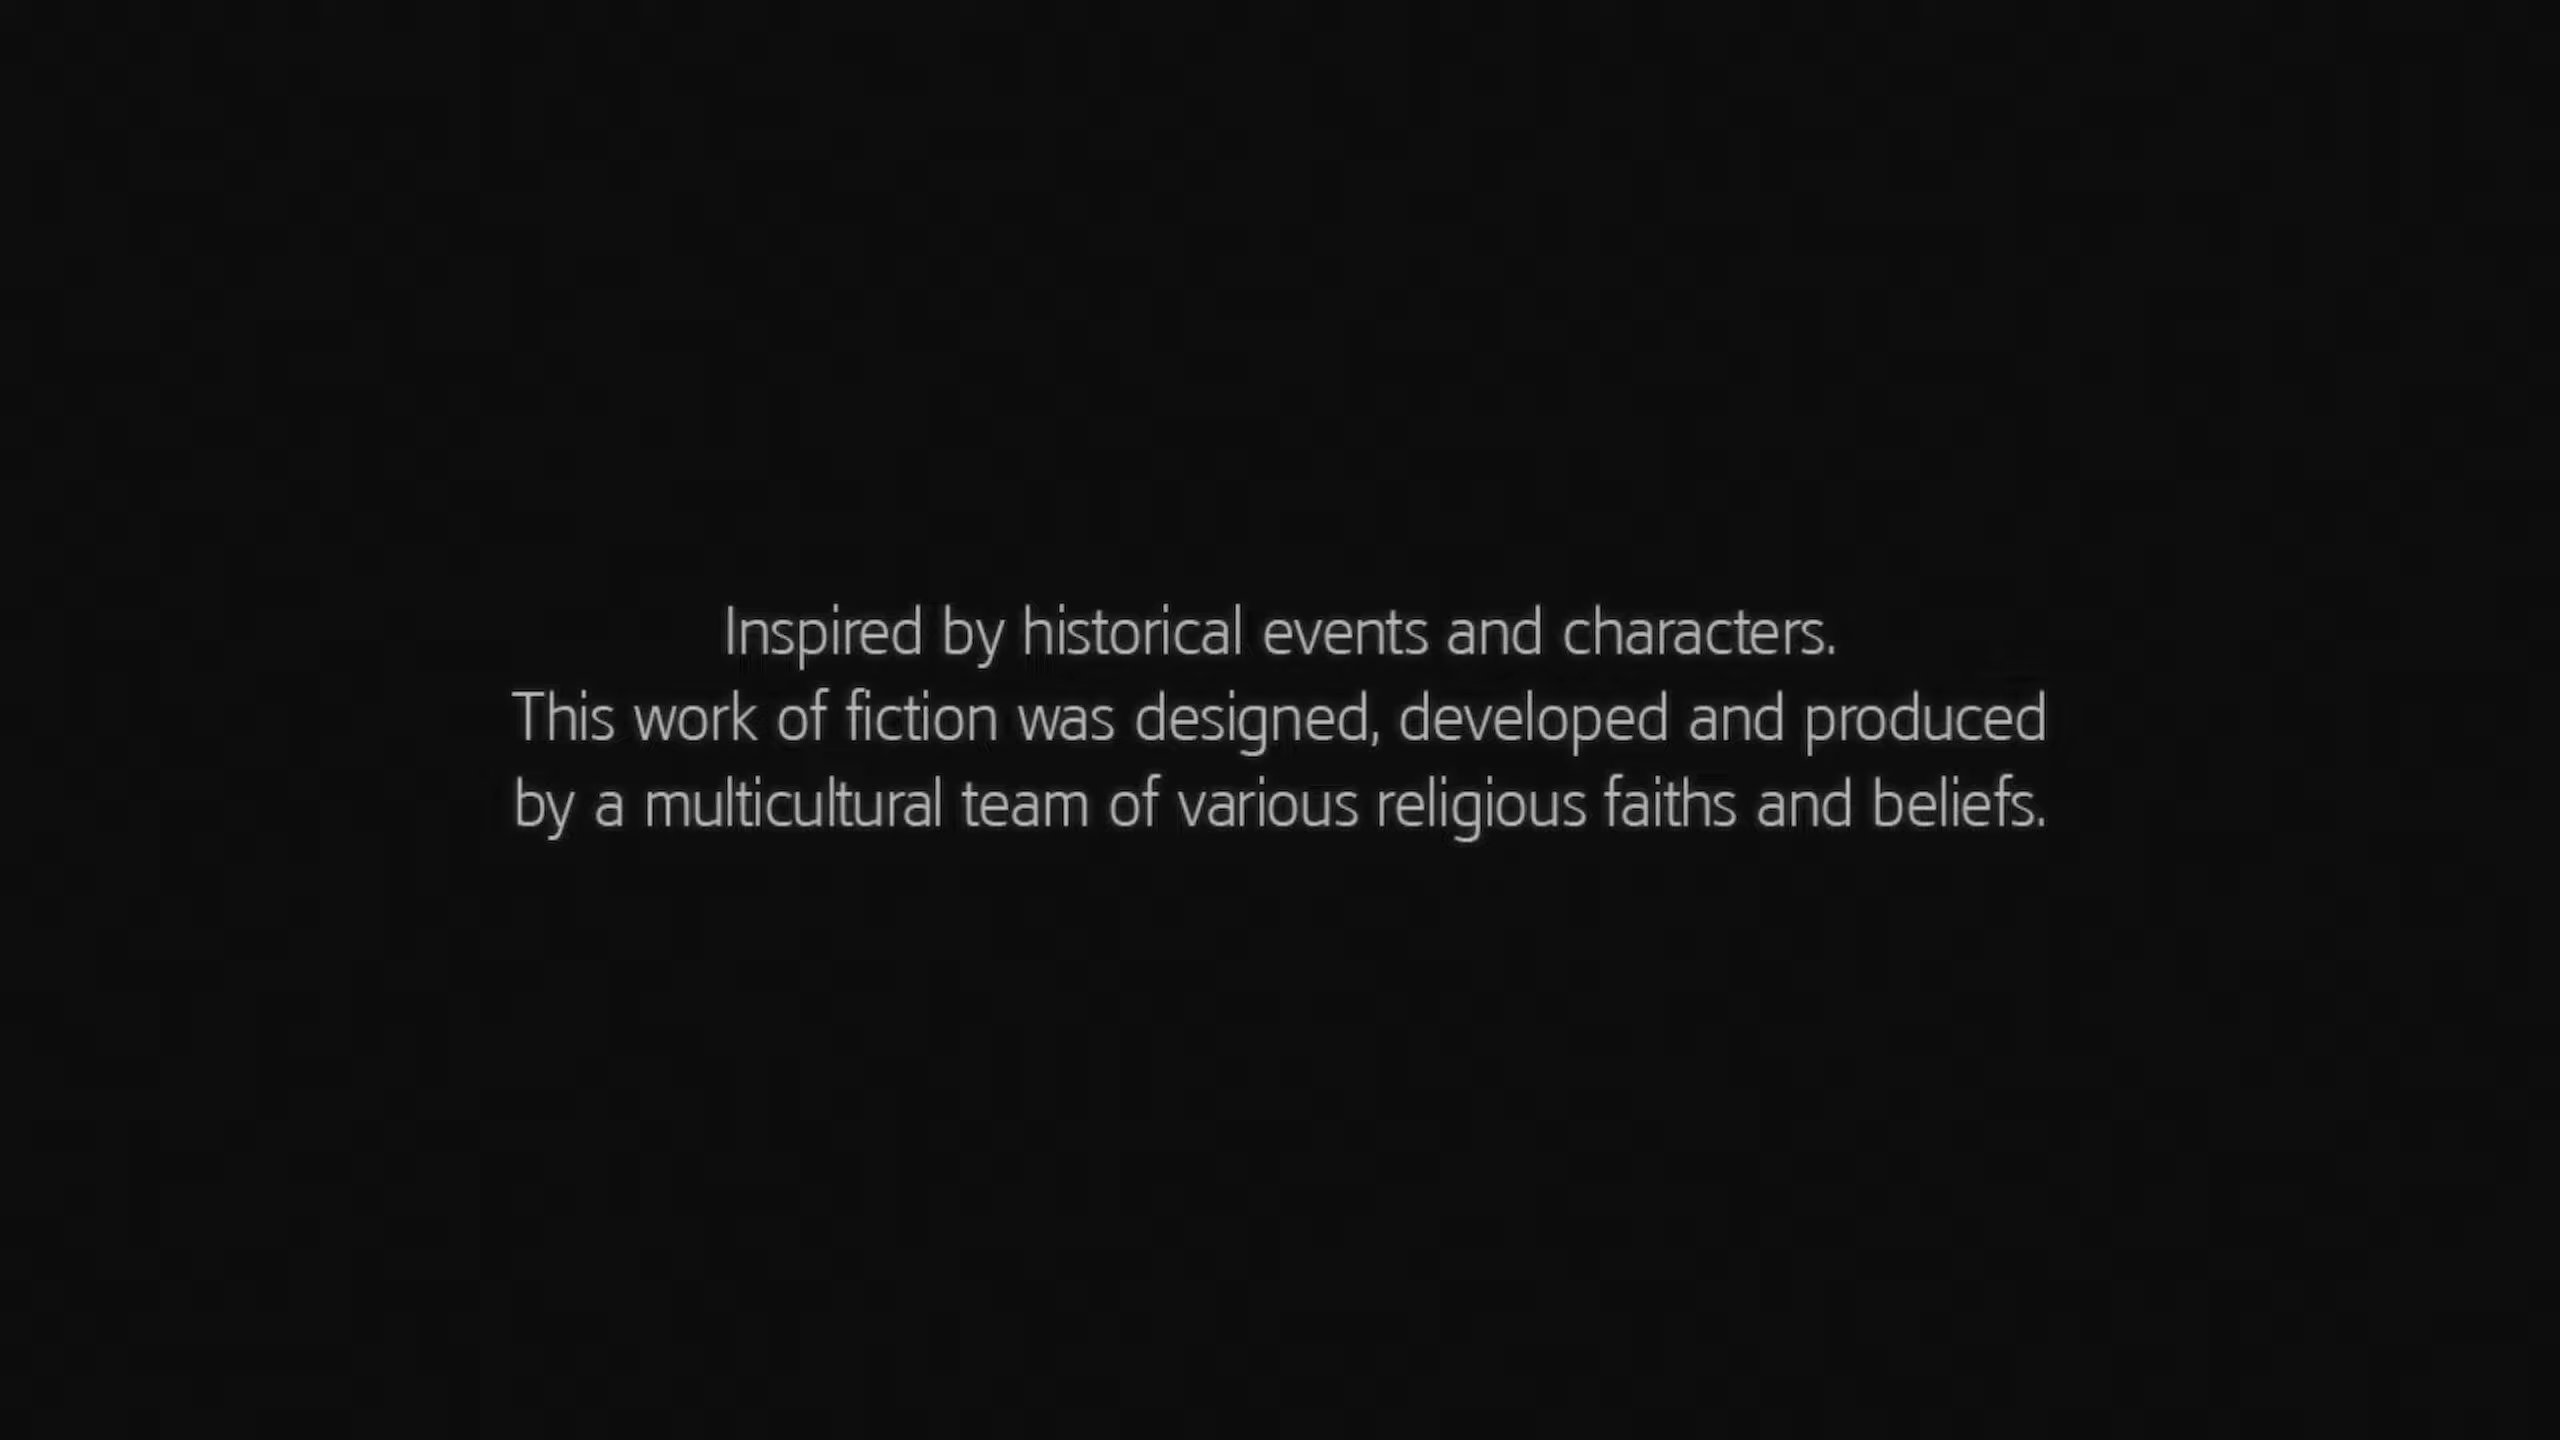 Inspired by historical events and characters.
This work of fiction was designed, developed and produced
by a multicultural team of various religious faiths and beliefs.